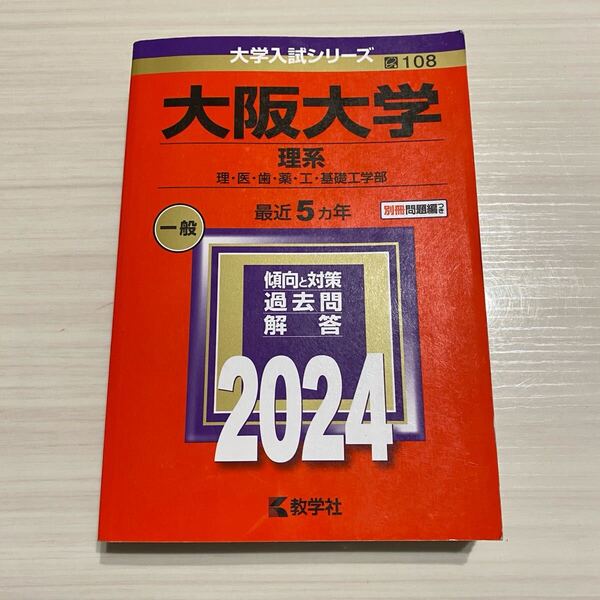 大学入試シリーズ
108
大阪大学
理系
理・医・歯・薬・工・基礎工学部
最近5ヵ年
別冊問題編つき
一般
傾向と対策
過去問
解答
2024
教学社